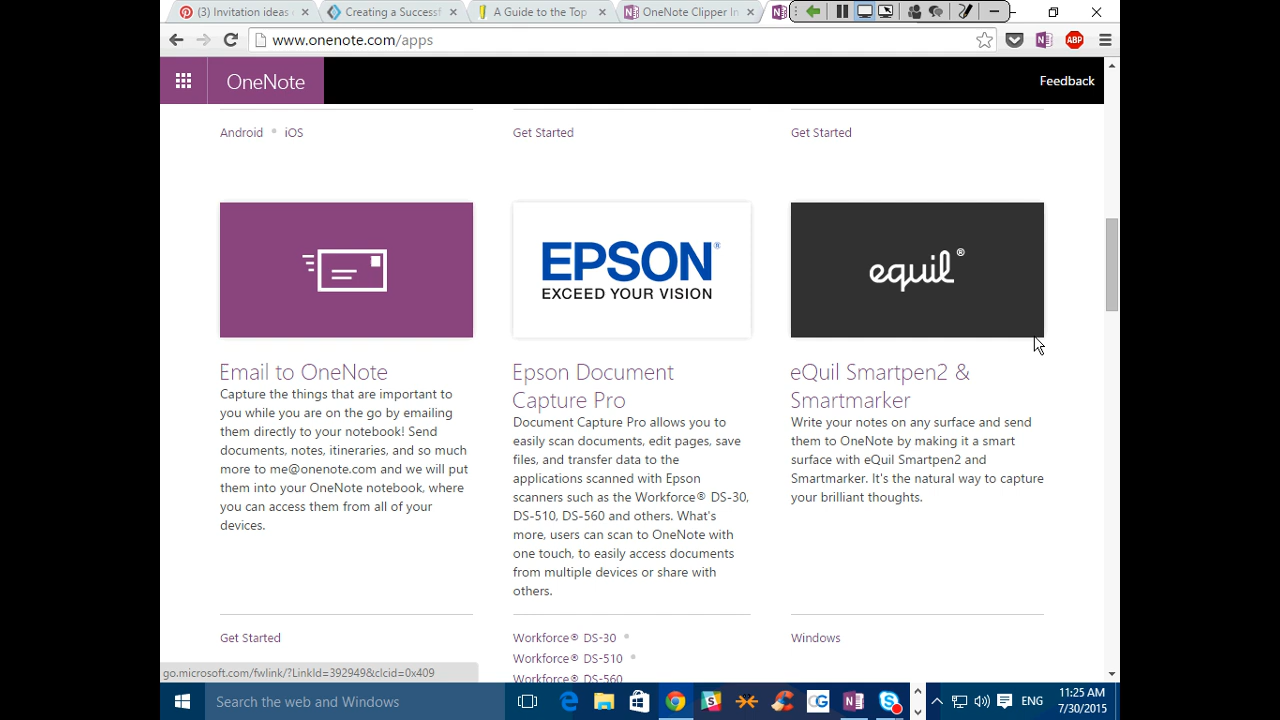 (3) Invitation ideas
Creating a Successf
A Guide to the Top
OneNote Clipper In
www.onenote.com/apps
ABP
OneNote
Feedback
Android • iOS
Get Started
Get Started
EPSON®
EXCEED YOUR VISION
equil®
Email to OneNote
Capture the things that are important to
you while you are on the go by emailing
them directly to your notebook! Send
documents, notes, itineraries, and so much
more to me@onenote.com and we will put
them into your OneNote notebook, where
you can access them from all of your
devices.
Get Started
Epson Document
Capture Pro
Document Capture Pro allows you to
easily scan documents, edit pages, save
files, and transfer data to the
applications scanned with Epson
scanners such as the Workforce® DS-30,
DS-510, DS-560 and others. What's
more, users can scan to OneNote with
one touch, to easily access documents
from multiple devices or share with
others.
Workforce® DS-30 •
Workforce® DS-510 •
Workforce® DS-560
eQuil Smartpen2 &
Smartmarker
Write your notes on any surface and send
them to OneNote by making it a smart
surface with eQuil Smartpen2 and
Smartmarker. It's the natural way to capture
your brilliant thoughts.
Windows
go.microsoft.com/fwlink/?LinkId=392949&clcid=0x409
Search the web and Windows
ENG
11:25 AM
7/30/2015